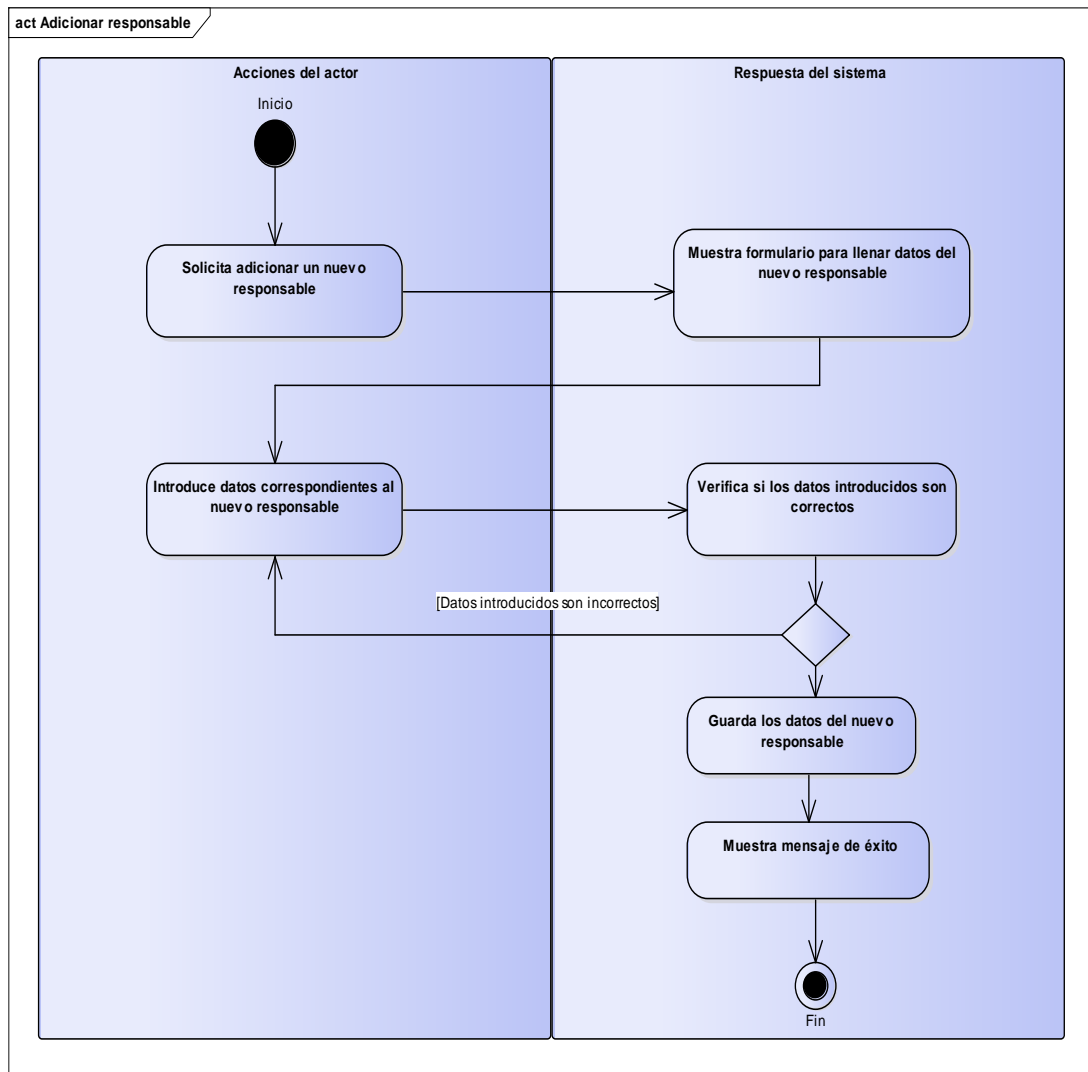 act Adicionar responsable
Acciones del actor
Respuesta del sistema
Inicio
Solicita adicionar un nuevo
responsable
Muestra formulario para llenar datos del
nuevo responsable
Introduce datos correspondientes al
nuevo responsable
Verifica si los datos introducidos son
correctos
[Datos introducidos son incorrectos]
Guarda los datos del nuevo
responsable
Muestra mensaje de éxito
Fin